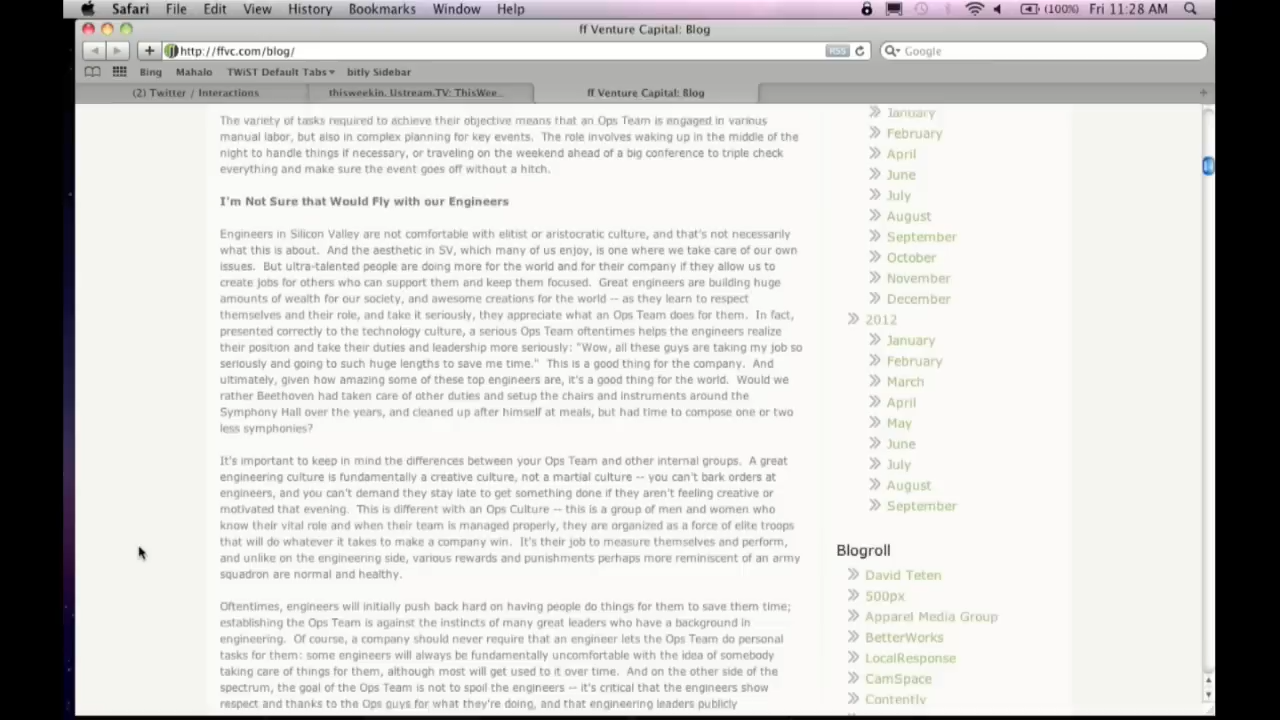 Safari File Edit View History Bookmarks Window Help (100%) Fri 11:28 AM
ff Venture Capital: Blog
http://ffvc.com/blog/ RSS Google
Bing Mahalo TWiST Default Tabs bitly Sidebar
(2) Twitter / Interactions thisweekin. Ustream.TV: ThisWee... ff Venture Capital: Blog
The variety of tasks required to achieve their objective means that an Ops Team is engaged in various
manual labor, but also in complex planning for key events. The role involves waking up in the middle of the
night to handle things if necessary, or traveling on the weekend ahead of a big conference to triple check
everything and make sure the event goes off without a hitch.
I'm Not Sure that Would Fly with our Engineers
Engineers in Silicon Valley are not comfortable with elitist or aristocratic culture, and that's not necessarily
what this is about. And the aesthetic in SV, which many of us enjoy, is one where we take care of our own
issues. But ultra-talented people are doing more for the world and for their company if they allow us to
create jobs for others who can support them and keep them focused. Great engineers are building huge
amounts of wealth for our society, and awesome creations for the world -- as they learn to respect
themselves and their role, and take it seriously, they appreciate what an Ops Team does for them. In fact,
presented correctly to the technology culture, a serious Ops Team oftentimes helps the engineers realize
their position and take their duties and leadership more seriously: "Wow, all these guys are taking my job so
seriously and going to such huge lengths to save me time." This is a good thing for the company. And
ultimately, given how amazing some of these top engineers are, it's a good thing for the world. Would we
rather Beethoven had taken care of other duties and setup the chairs and instruments around the
Symphony Hall over the years, and cleaned up after himself at meals, but had time to compose one or two
less symphonies?
It's important to keep in mind the differences between your Ops Team and other internal groups. A great
engineering culture is fundamentally a creative culture, not a martial culture -- you can't bark orders at
engineers, and you can't demand they stay late to get something done if they aren't feeling creative or
motivated that evening. This is different with an Ops Culture -- this is a group of men and women who
know their vital role and when their team is managed properly, they are organized as a force of elite troops
that will do whatever it takes to make a company win. It's their job to measure themselves and perform,
and unlike on the engineering side, various rewards and punishments perhaps more reminiscent of an army
squadron are normal and healthy.
Oftentimes, engineers will initially push back hard on having people do things for them to save them time;
establishing the Ops Team is against the instincts of many great leaders who have a background in
engineering. Of course, a company should never require that an engineer lets the Ops Team do personal
tasks for them: some engineers will always be fundamentally uncomfortable with the idea of somebody
taking care of things for them, although most will get used to it over time. And on the other side of the
spectrum, the goal of the Ops Team is not to spoil the engineers -- it's critical that the engineers show
respect and thanks to the Ops guys for what they're doing, and that engineering leaders publicly
January
February
April
June
July
August
September
October
November
December
2012
January
February
March
April
May
June
July
August
September
Blogroll
David Teten
500px
Apparel Media Group
BetterWorks
LocalResponse
CamSpace
Contently